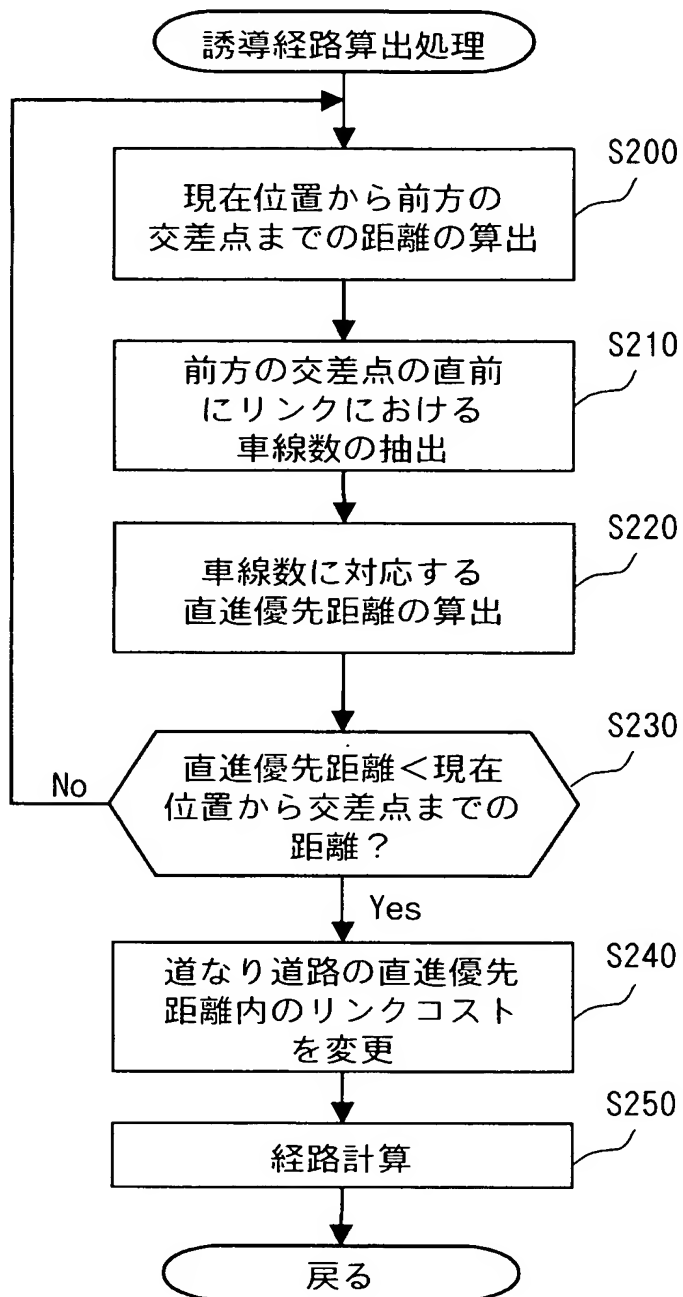 誘導経路算出処理
S200
現在位置から前方の
交差点までの距離の算出
S210
前方の交差点の直前
にリンクにおける
車線数の抽出
S220
車線数に対応する
直進優先距離の算出
S230
直進優先距離<現在
位置から交差点までの
距離?
No
Yes
S240
道なり道路の直進優先
距離内のリンクコスト
を変更
S250
経路計算
戻る